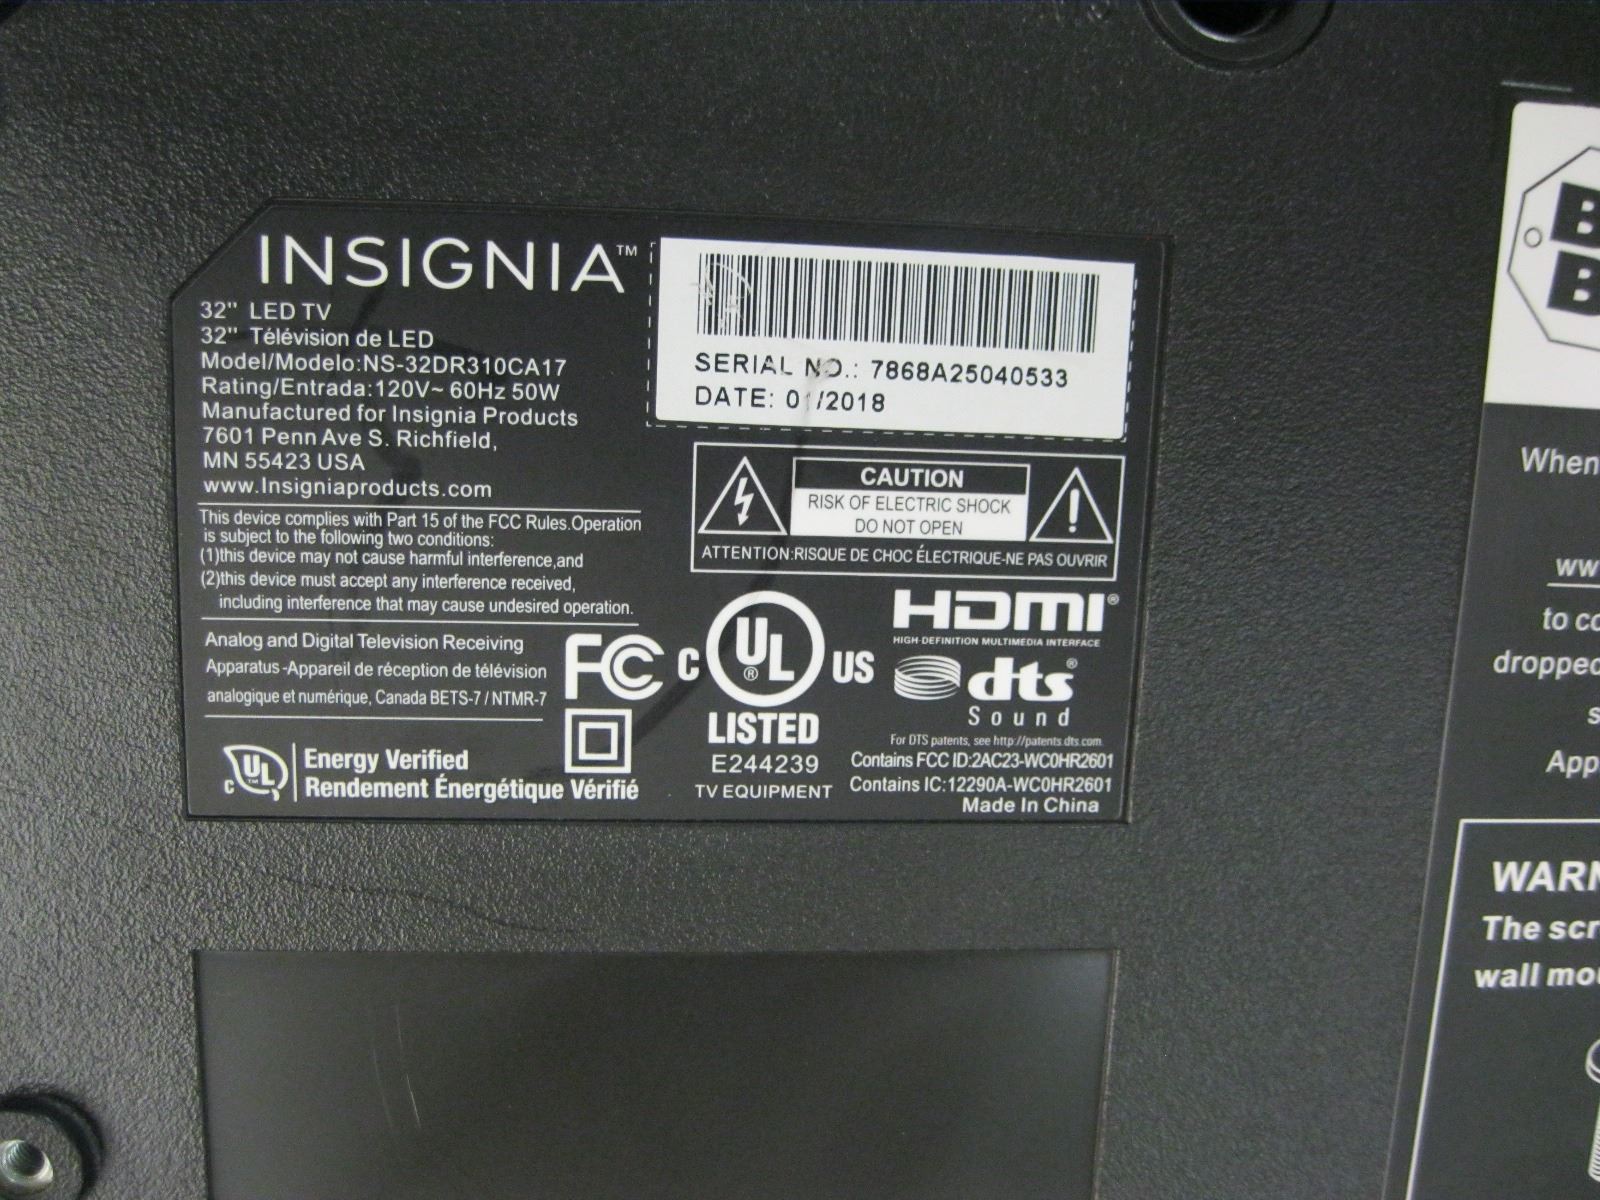 INSIGNIA™
32" LED TV
32" Télévision de LED
Model/Modelo:NS-32DR310CA17
Rating/Entrada:120V~ 60Hz 50W
Manufactured for Insignia Products
7601 Penn Ave S. Richfield,
MN 55423 USA
www.Insigniaproducts.com
This device complies with Part 15 of the FCC Rules.Operation
is subject to the following two conditions:
(1)this device may not cause harmful interference,and
(2)this device must accept any interference received,
including interference that may cause undesired operation.
Analog and Digital Television Receiving
Apparatus-Appareil de réception de télévision
analogique et numérique, Canada BETS-7 / NTMR-7
C UL™
Energy Verified
Rendement Énergétique Vérifié
SERIAL NO.: 7868A25040533
DATE: 01/2018
CAUTION
RISK OF ELECTRIC SHOCK
DO NOT OPEN
ATTENTION:RISQUE DE CHOC ÉLECTRIQUE-NE PAS OUVRIR
FC
C UL® US
LISTED
E244239
TV EQUIPMENT
HDMI®
HIGH-DEFINITION MULTIMEDIA INTERFACE
dts®
Sound
For DTS patents, see http://patents.dts.com
Contains FCC ID:2AC23-WC0HR2601
Contains IC:12290A-WC0HR2601
Made In China
B
B
When
ww
to co
dropped
s
App
WARN
The scr
wall mou